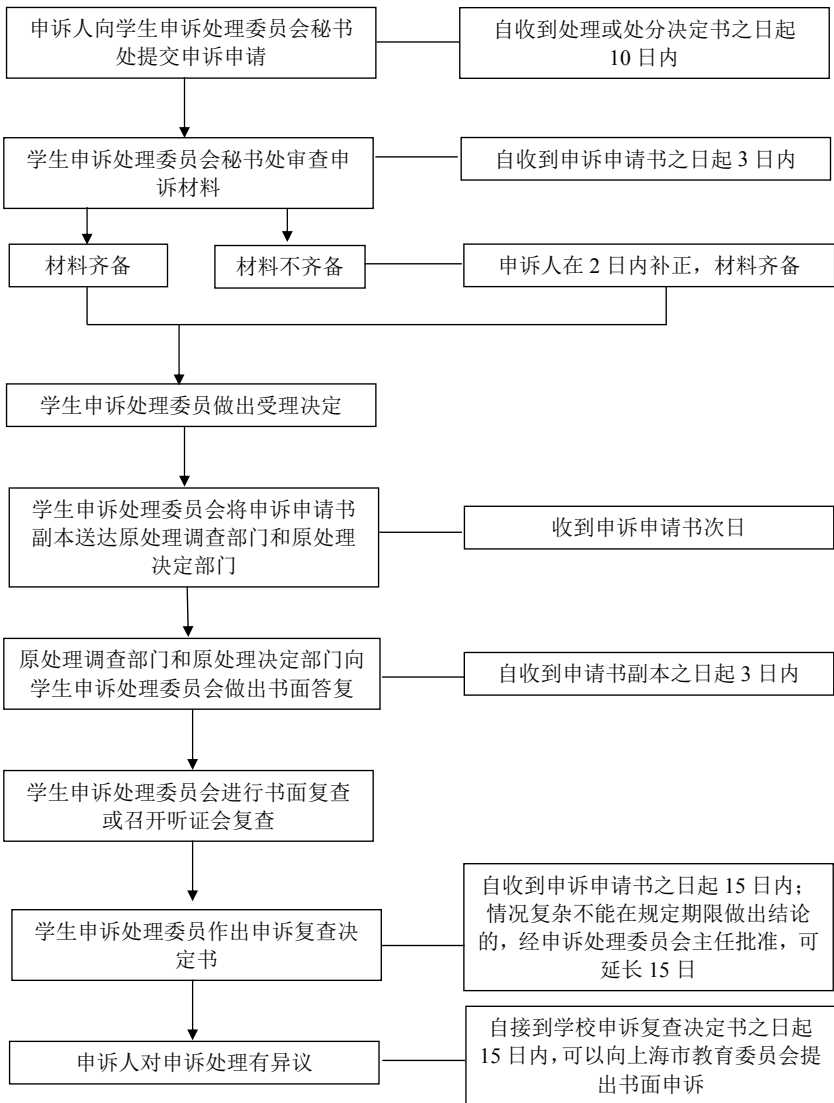 申诉人向学生申诉处理委员会秘书
处提交申诉申请
自收到处理或处分决定书之日起
10 日内
学生申诉处理委员会秘书处审查申
诉材料
自收到申诉申请书之日起 3 日内
材料齐备
材料不齐备
申诉人在 2 日内补正，材料齐备
学生申诉处理委员做出受理决定
学生申诉处理委员会将申诉申请书
副本送达原处理调查部门和原处理
决定部门
收到申诉申请书次日
原处理调查部门和原处理决定部门向
学生申诉处理委员会做出书面答复
自收到申请书副本之日起 3 日内
学生申诉处理委员会进行书面复查
或召开听证会复查
学生申诉处理委员作出申诉复查决
定书
自收到申诉申请书之日起 15 日内；
情况复杂不能在规定期限做出结论
的，经申诉处理委员会主任批准，可
延长 15 日
申诉人对申诉处理有异议
自接到学校申诉复查决定书之日起
15 日内，可以向上海市教育委员会提
出书面申诉